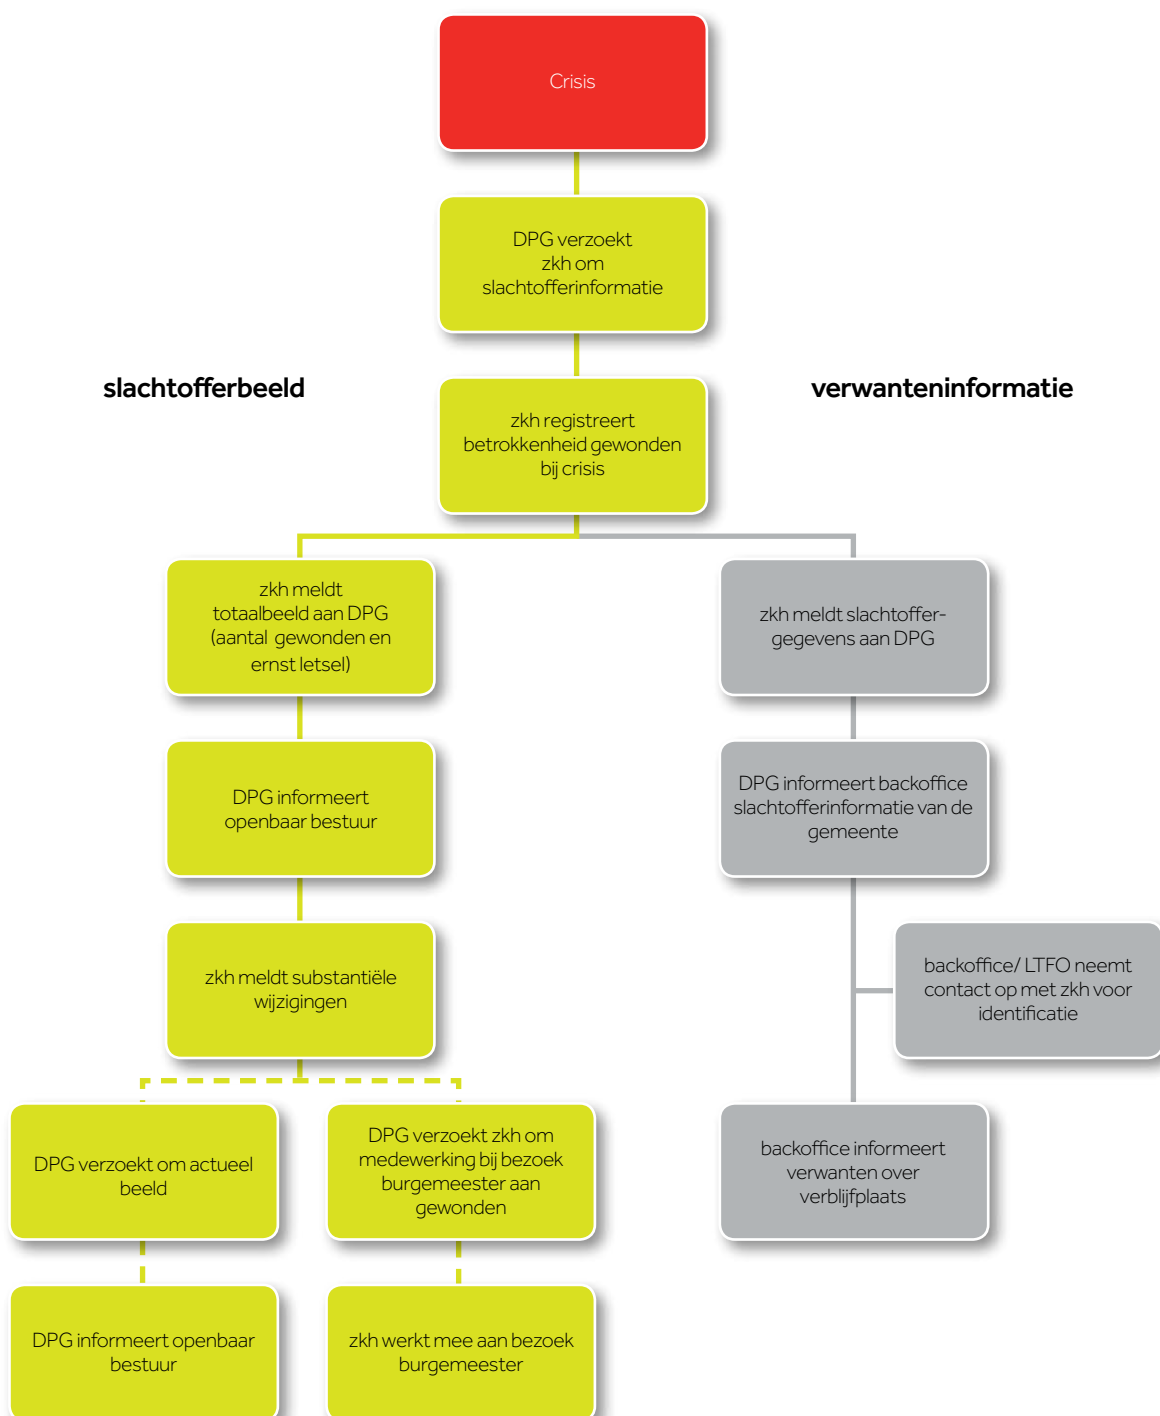 Crisis
DPG verzoekt
zkh om
slachtofferinformatie
slachtofferbeeld
verwanteninformatie
zkh registreert
betrokkenheid gewonden
bij crisis
zkh meldt
totaalbeeld aan DPG
(aantal gewonden en
ernst letsel)
zkh meldt slachtoffer-
gegevens aan DPG
DPG informeert
openbaar bestuur
DPG informeert backoffice
slachtofferinformatie van de
gemeente
zkh meldt substantiële
wijzigingen
backoffice/ LTFO neemt
contact op met zkh voor
identificatie
DPG verzoekt om actueel
beeld
DPG verzoekt zkh om
medewerking bij bezoek
burgemeester aan
gewonden
backoffice informeert
verwanten over
verblijfplaats
DPG informeert openbaar
bestuur
zkh werkt mee aan bezoek
burgemeester